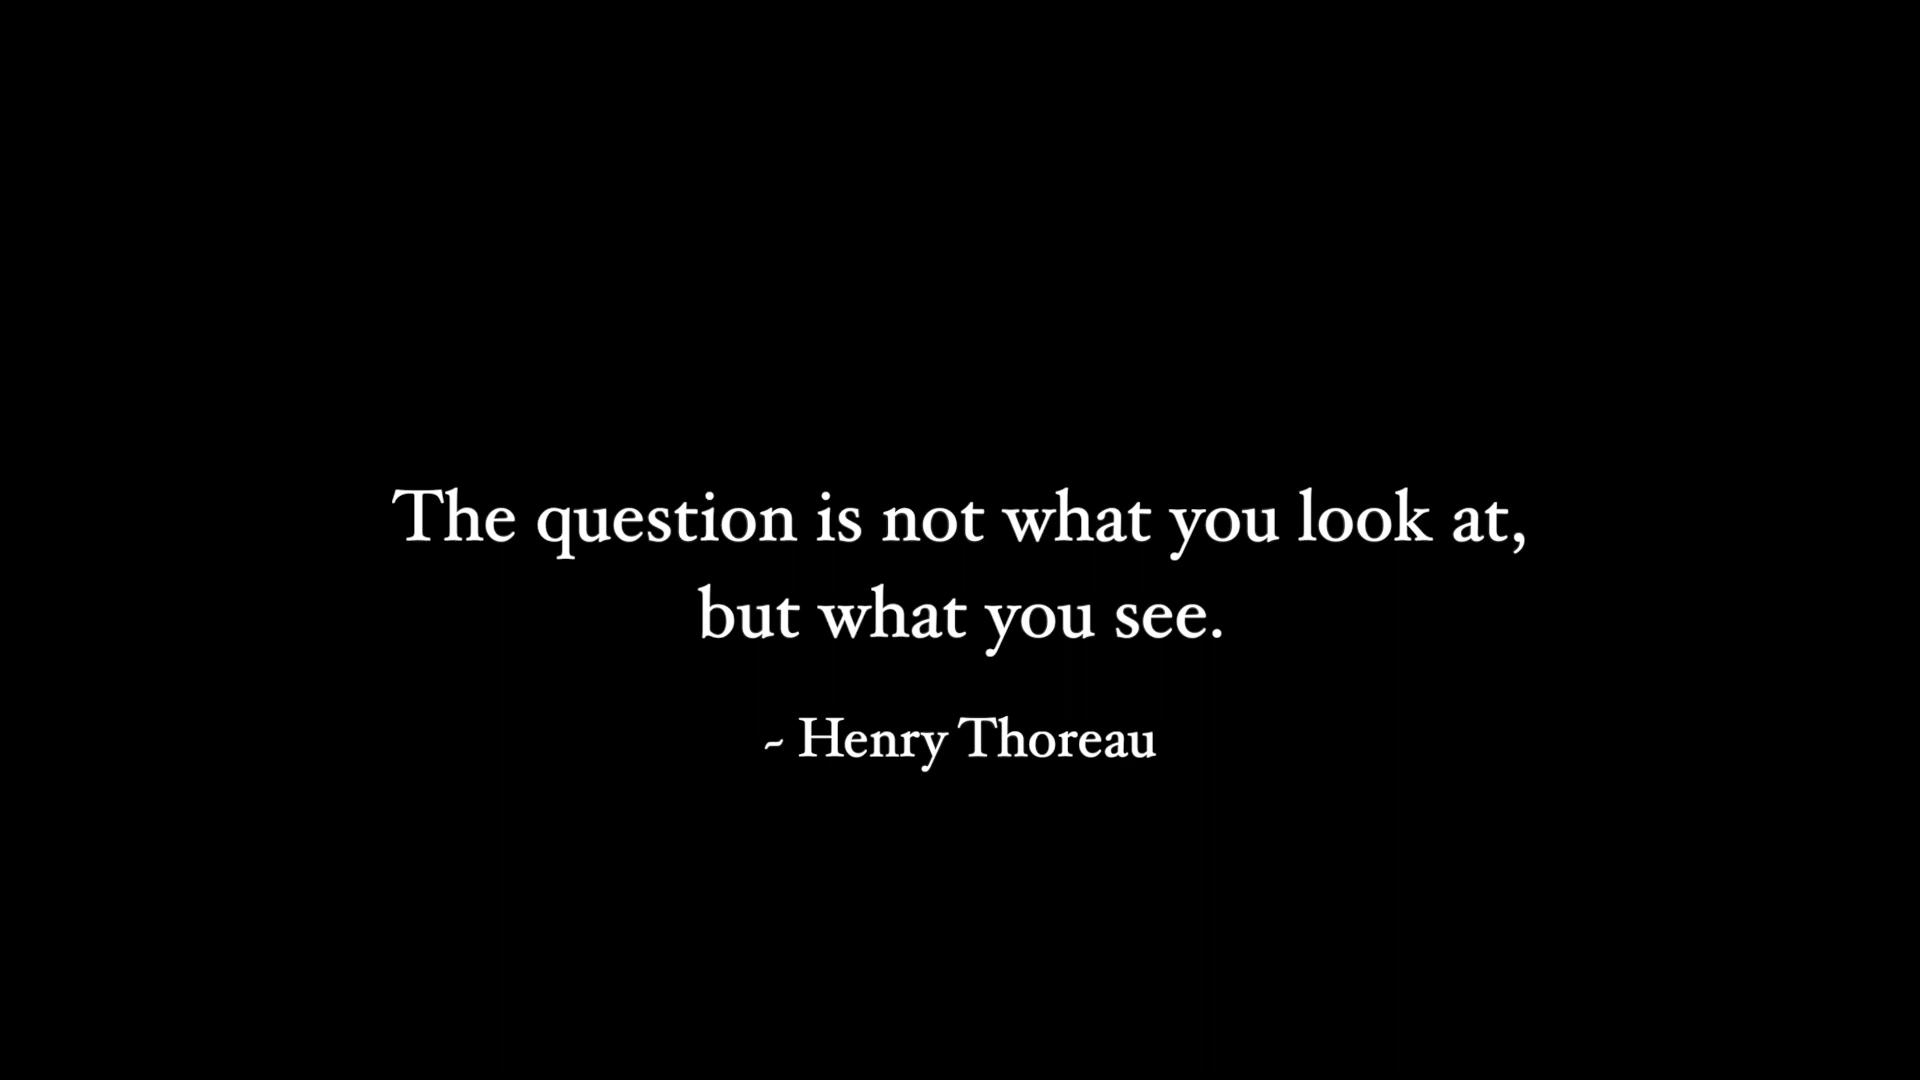 The question is not what you look at,
but what you see.
~ Henry Thoreau